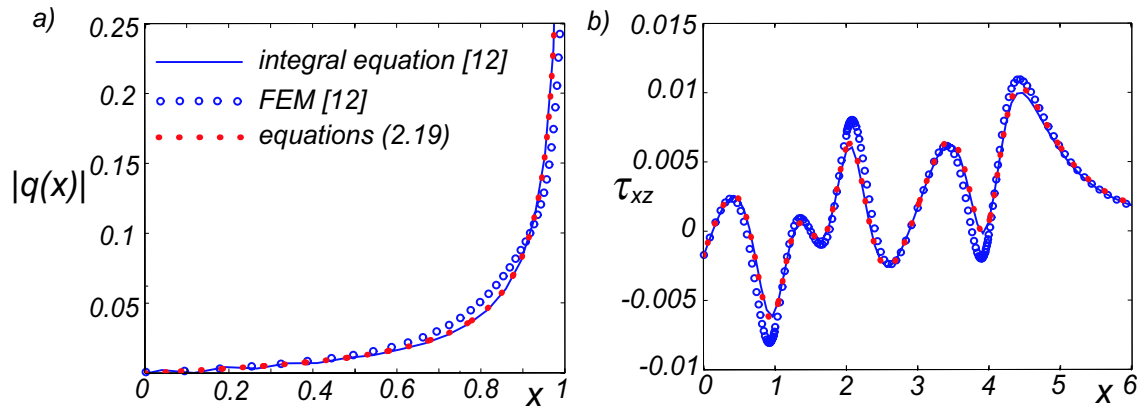 a)
0.25
0.2
0.15
|q(x)|
0.1
0.05
0 0.2 0.4 0.6 0.8 x 1
integral equation [12]
FEM [12]
equations (2.19)
b)
0.015
0.01
0.005
τxz
0
-0.005
-0.01
0 1 2 3 4 5 x 6